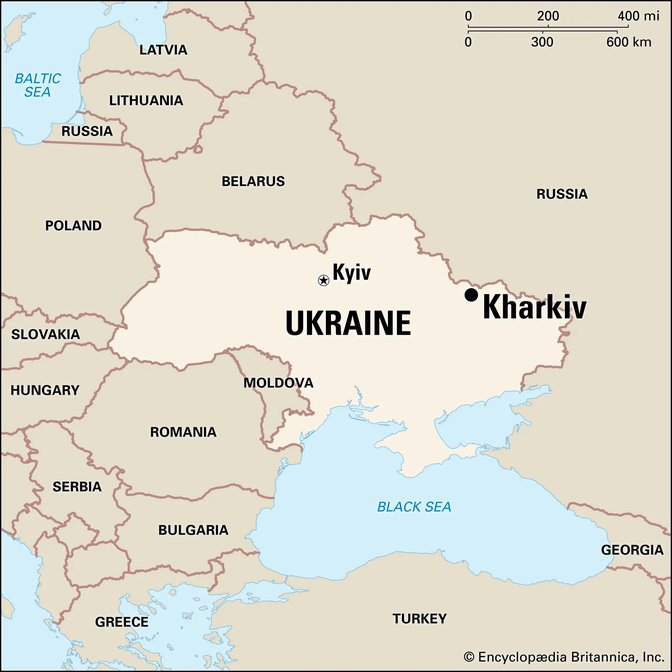 0 200 400 mi
0 300 600 km
LATVIA
BALTIC
SEA
LITHUANIA
RUSSIA
BELARUS
RUSSIA
POLAND
Kyiv
Kharkiv
UKRAINE
SLOVAKIA
MOLDOVA
HUNGARY
ROMANIA
SERBIA
BLACK SEA
BULGARIA
GEORGIA
GREECE
TURKEY
© Encyclopædia Britannica, Inc.